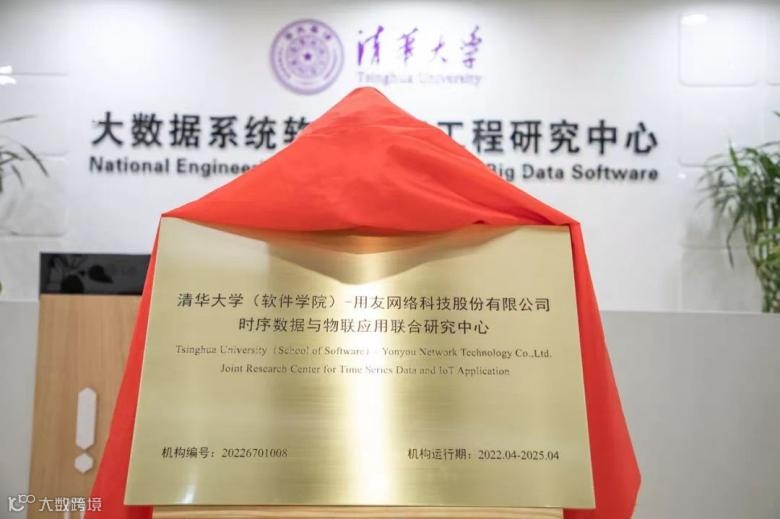 清华大学
Tsinghua University
大数据系统软 工程研究中心
National Engineer Big Data Software
清华大学（软件学院）-用友网络科技股份有限公司
时序数据与物联应用联合研究中心
Tsinghua University (School of Software) - Yonyou Network Technology Co.,Ltd.
Joint Research Center for Time Series Data and IoT Application
机构编号：20226701008
机构运行期：2022.04-2025.04
大数跨境